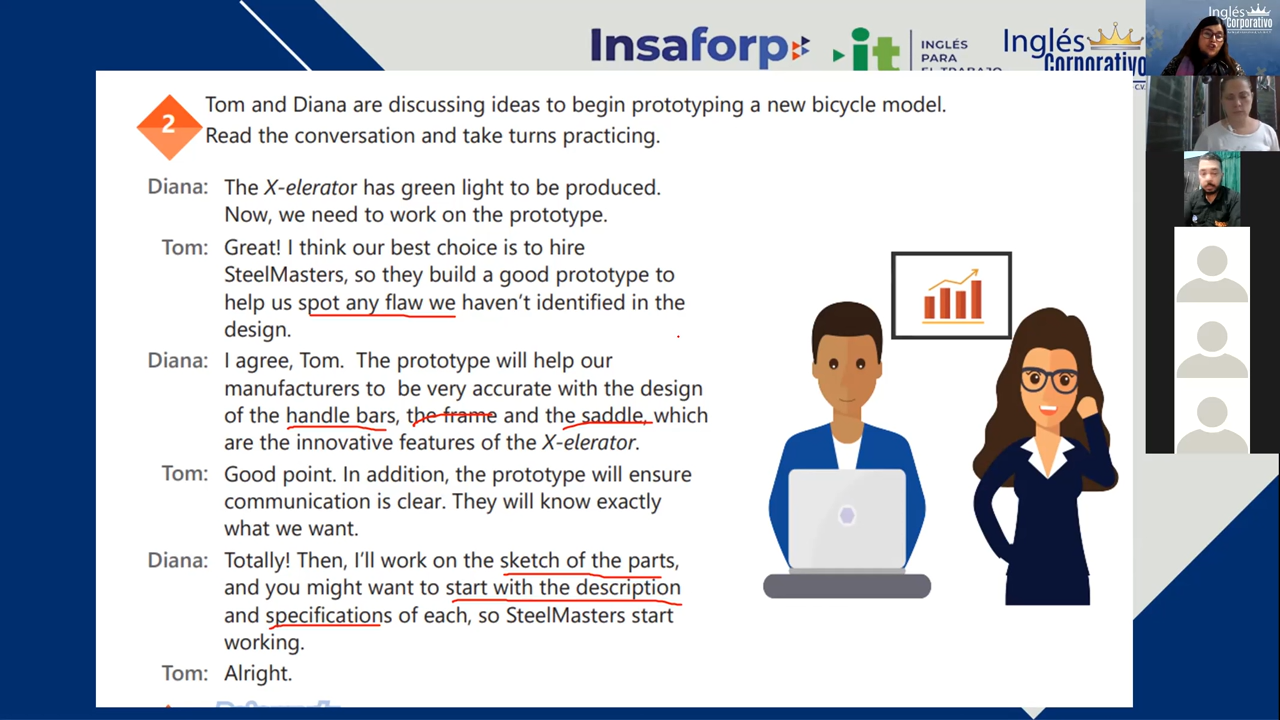 Insaforp
it
INGLÉS
PARA
EL TRABAJO
Inglés
Corporativo
Inglés
Corporativo
2
Tom and Diana are discussing ideas to begin prototyping a new bicycle model.
Read the conversation and take turns practicing.
Diana: The X-elerator has green light to be produced.
Now, we need to work on the prototype.
Tom: Great! I think our best choice is to hire
SteelMasters, so they build a good prototype to
help us spot any flaw we haven't identified in the
design.
Diana: I agree, Tom. The prototype will help our
manufacturers to be very accurate with the design
of the handle bars, the frame and the saddle, which
are the innovative features of the X-elerator.
Tom: Good point. In addition, the prototype will ensure
communication is clear. They will know exactly
what we want.
Diana: Totally! Then, I'll work on the sketch of the parts,
and you might want to start with the description
and specifications of each, so SteelMasters start
working.
Tom: Alright.